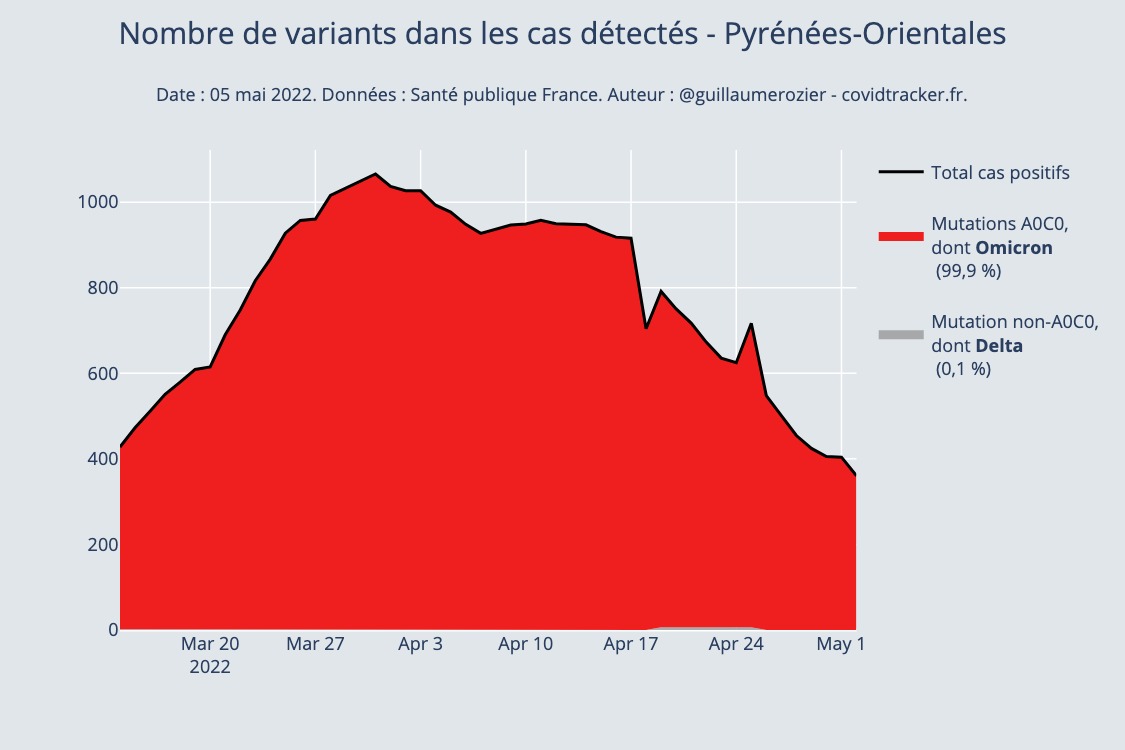 Nombre de variants dans les cas détectés - Pyrénées-Orientales
Date : 05 mai 2022. Données : Santé publique France. Auteur : @guillaumerozier - covidtracker.fr.
Total cas positifs
Mutations A0C0,
dont Omicron
(99,9 %)
Mutation non-A0C0,
dont Delta
(0,1 %)
1000
800
600
400
200
0
Mar 20
2022
Mar 27
Apr 3
Apr 10
Apr 17
Apr 24
May 1